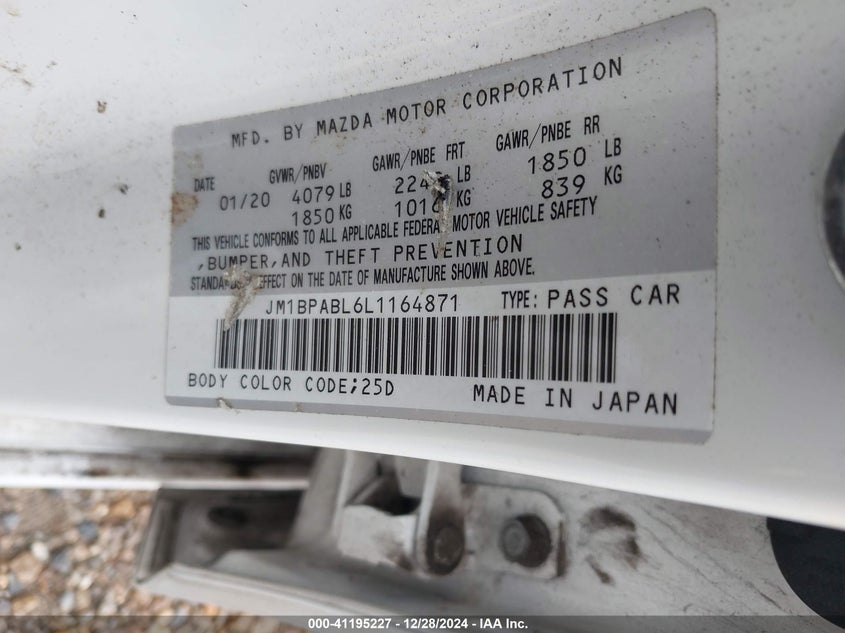 MFD. BY MAZDA MOTOR CORPORATION
DATE GVWR/PNBV GAWR/PNBE FRT GAWR/PNBE RR
01/20 4079 LB LB 1850 LB
1850 KG KG 839 KG
THIS VEHICLE CONFORMS TO ALL APPLICABLE FEDERAL MOTOR VEHICLE SAFETY
,BUMPER,AND THEFT PREVENTION
STANDARDS EFFECT ON THE DATE OF MANUFACTURE SHOWN ABOVE.
JM1BPABL6L1164871 TYPE: PASS CAR
BODY COLOR CODE;25D MADE IN JAPAN
000-41195227 - 12/28/2024 - IAA Inc.